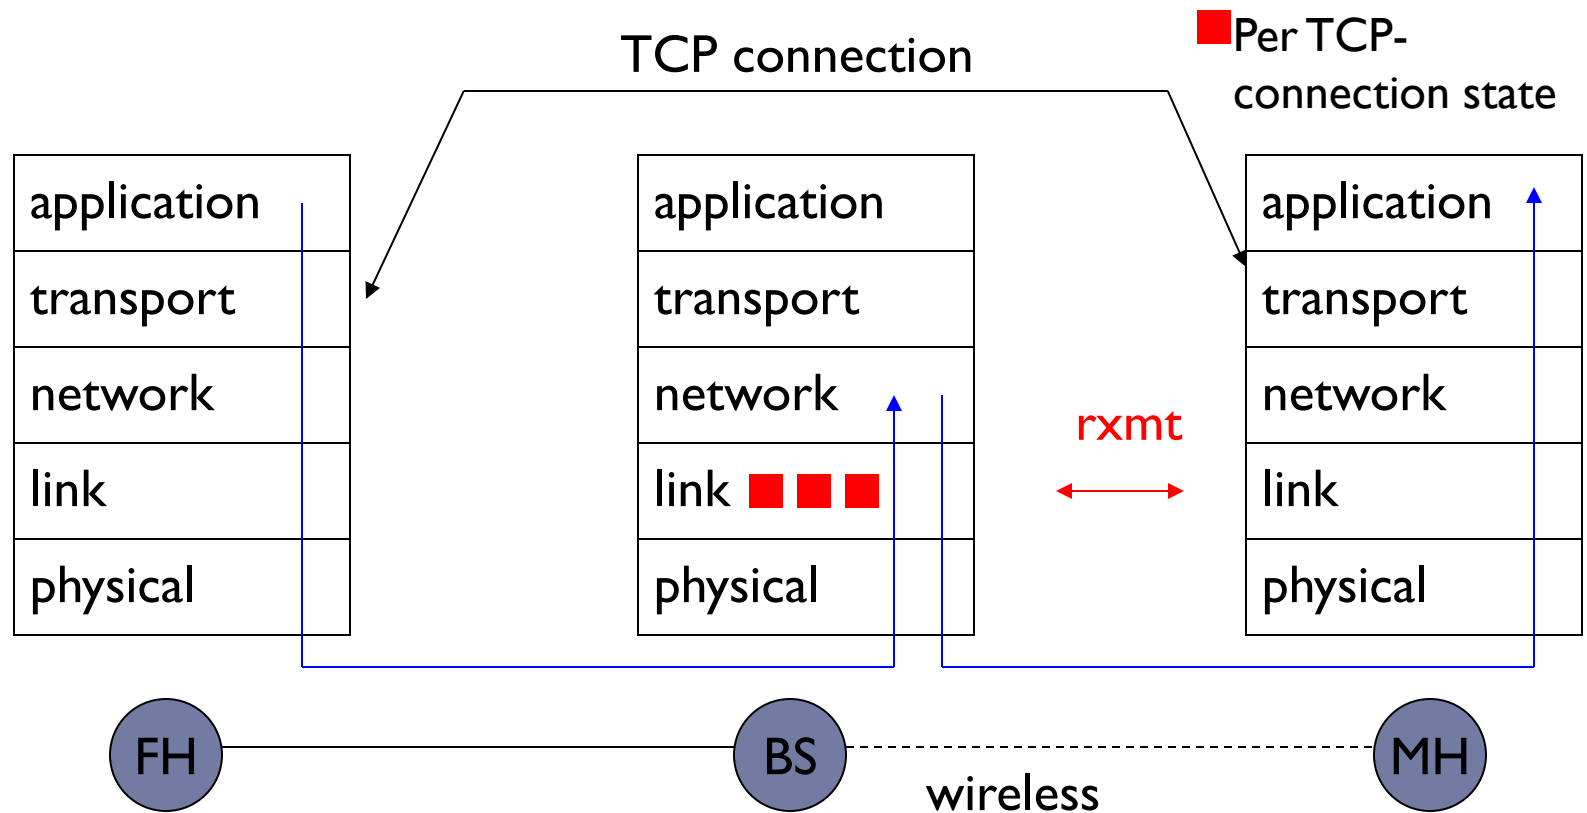 TCP connection
Per TCP-
connection state
application
transport
network
link
physical
application
transport
network
link
physical
rxmt
application
transport
network
link
physical
FH
BS
MH
wireless